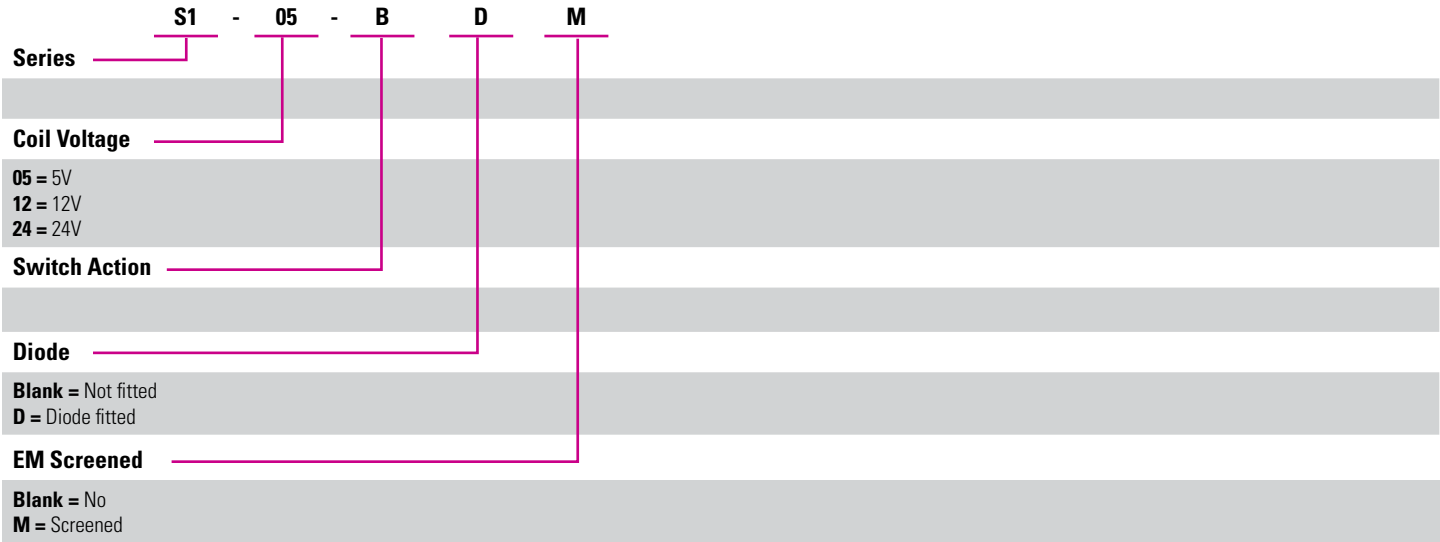 S1 - 05 - B D M
Series
Coil Voltage
05 = 5V
12 = 12V
24 = 24V
Switch Action
Diode
Blank = Not fitted
D = Diode fitted
EM Screened
Blank = No
M = Screened